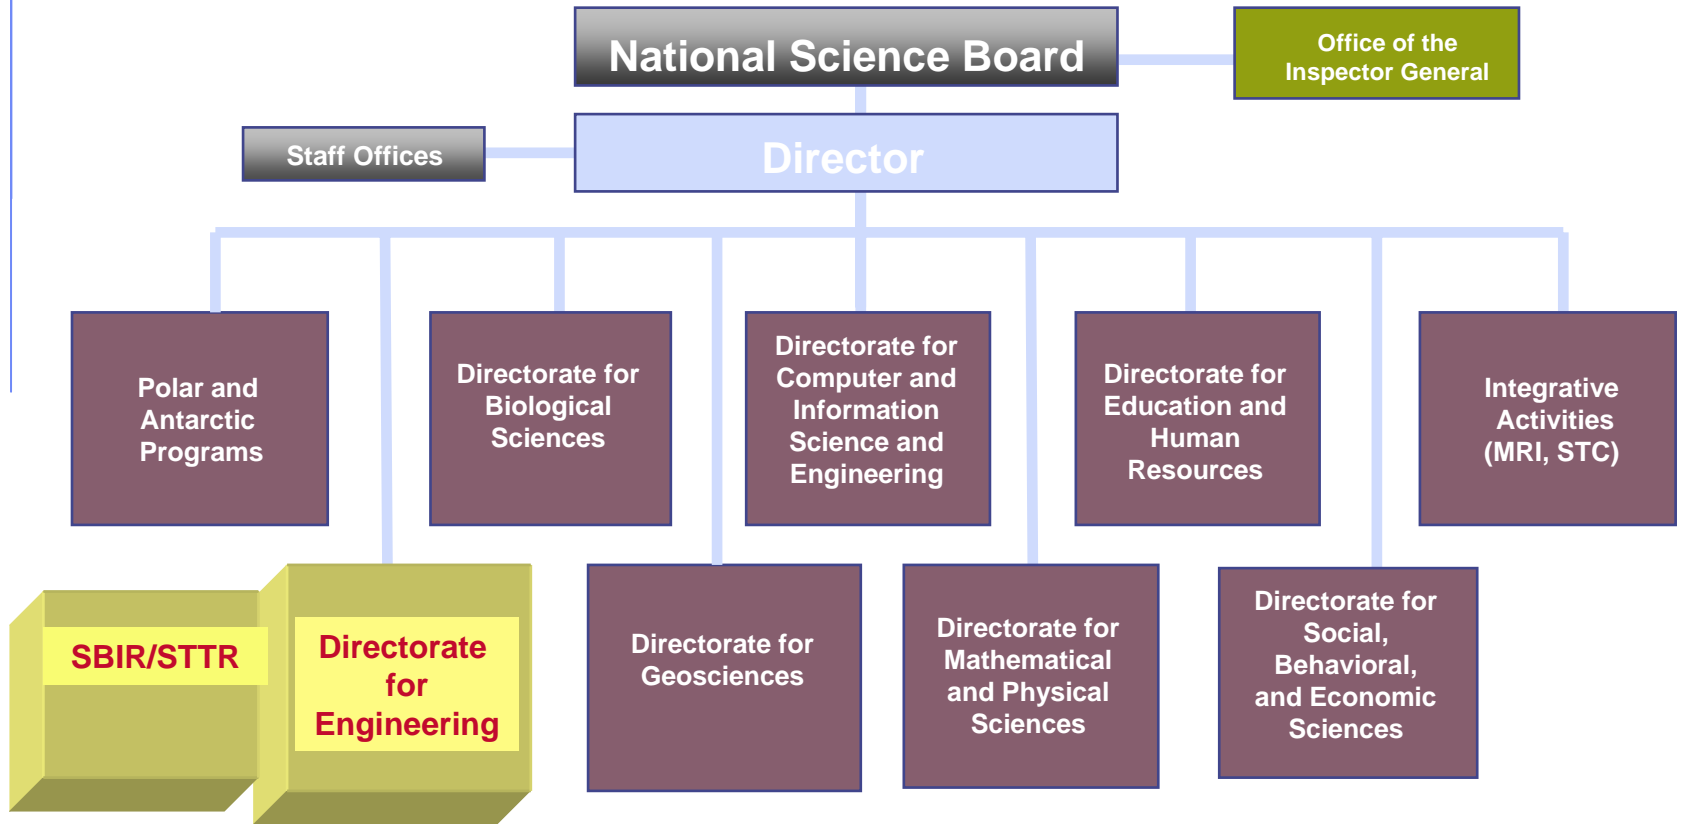 National Science Board
Office of the
Inspector General
Staff Offices
Director
Polar and
Antarctic
Programs
Directorate for
Biological
Sciences
Directorate for
Computer and
Information
Science and
Engineering
Directorate for
Education and
Human
Resources
Integrative
Activities
(MRI, STC)
SBIR/STTR
Directorate
for
Engineering
Directorate for
Geosciences
Directorate for
Mathematical
and Physical
Sciences
Directorate for
Social,
Behavioral,
and Economic
Sciences